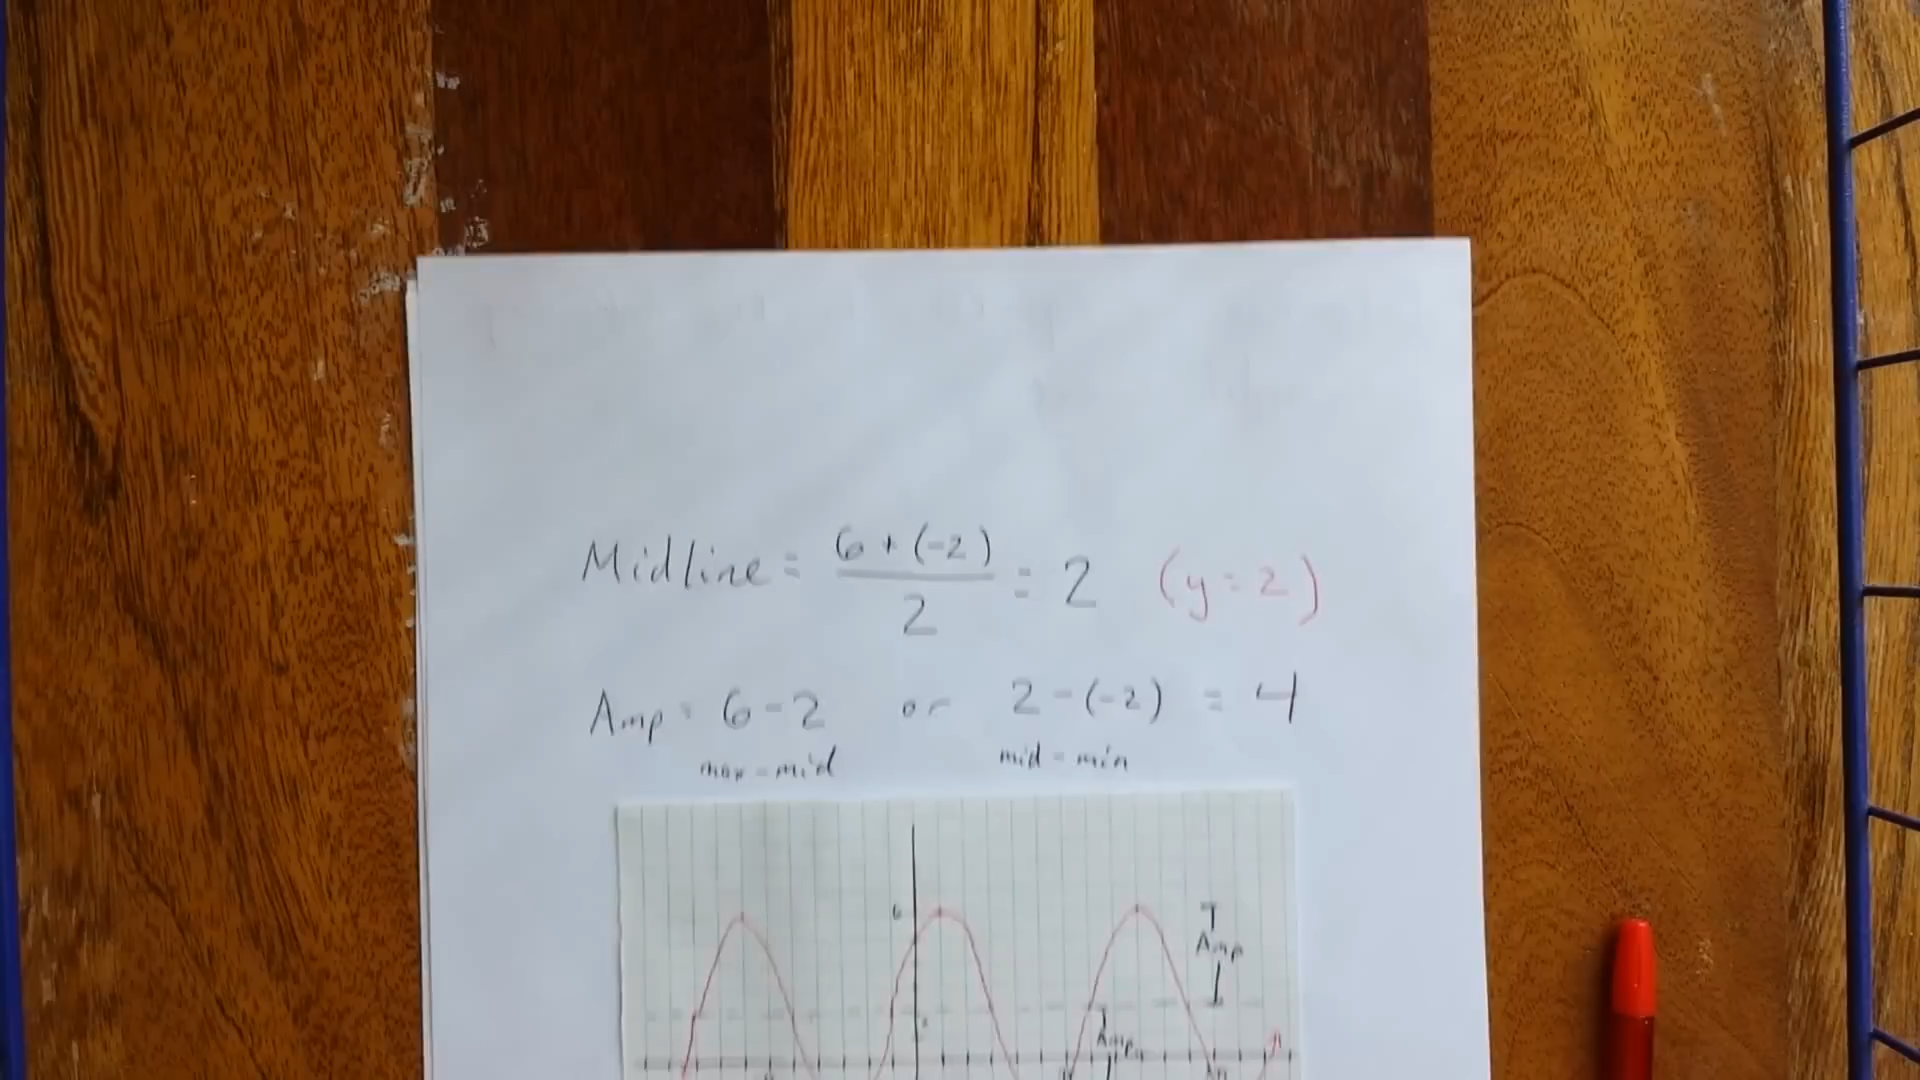 Midline = 6 + (-2) / 2 = 2 (y = 2)
Amp = 6 - 2 or 2 - (-2) = 4
max - mid mid - min
6
Amp
Amp